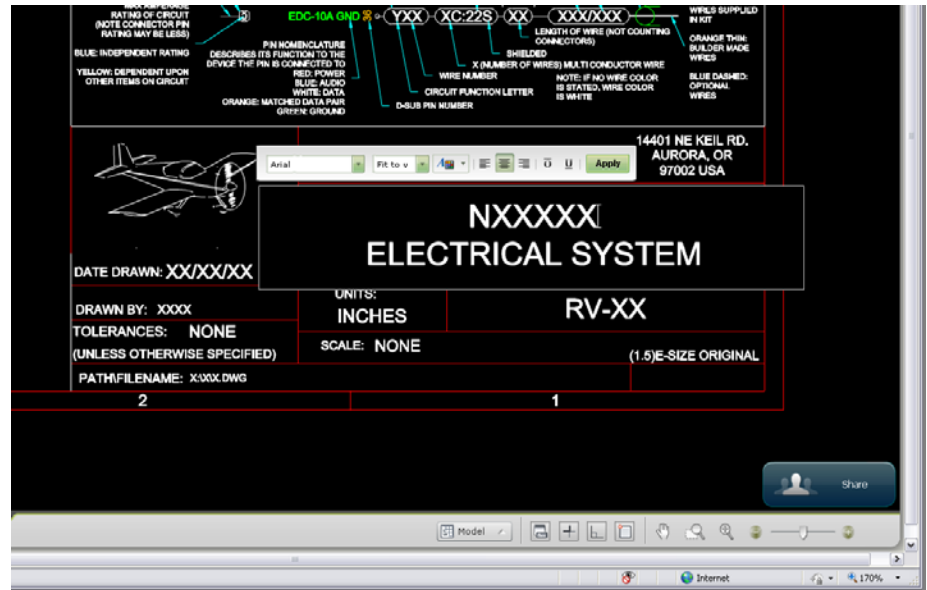 MAX AMPERAGE
RATING OF CIRCUIT
(NOTE CONNECTOR PIN
RATING MAY BE LESS)
BLUE: INDEPENDENT RATING
YELLOW: DEPENDENT UPON
OTHER ITEMS ON CIRCUIT
EDC-10A GND
YXX
XC:22S
XX
XXX/XXX
PIN NOMENCLATURE
DESCRIBES ITS FUNCTION TO THE
DEVICE THE PIN IS CONNECTED TO
RED: POWER
BLUE: AUDIO
WHITE: DATA
ORANGE: MATCHED DATA PAIR
GREEN: GROUND
LENGTH OF WIRE (NOT COUNTING
CONNECTORS)
SHIELDED
X (NUMBER OF WIRES) MULTI CONDUCTOR WIRE
WIRE NUMBER
CIRCUIT FUNCTION LETTER
D-SUB PIN NUMBER
NOTE: IF NO WIRE COLOR
IS STATED, WIRE COLOR
IS WHITE
WIRES SUPPLIED
IN KIT
ORANGE THIN:
BUILDER MADE
WIRES
BLUE DASHED:
OPTIONAL
WIRES
14401 NE KEIL RD.
AURORA, OR
97002 USA
Arial
Fit to v
Apply
NXXXXX
ELECTRICAL SYSTEM
DATE DRAWN: XX/XX/XX
DRAWN BY: XXXX
UNITS:
INCHES
RV-XX
TOLERANCES: NONE
(UNLESS OTHERWISE SPECIFIED)
SCALE: NONE
(1.5)E-SIZE ORIGINAL
PATH\FILENAME: X:\X\X.DWG
2
1
Share
Model
Internet
170%